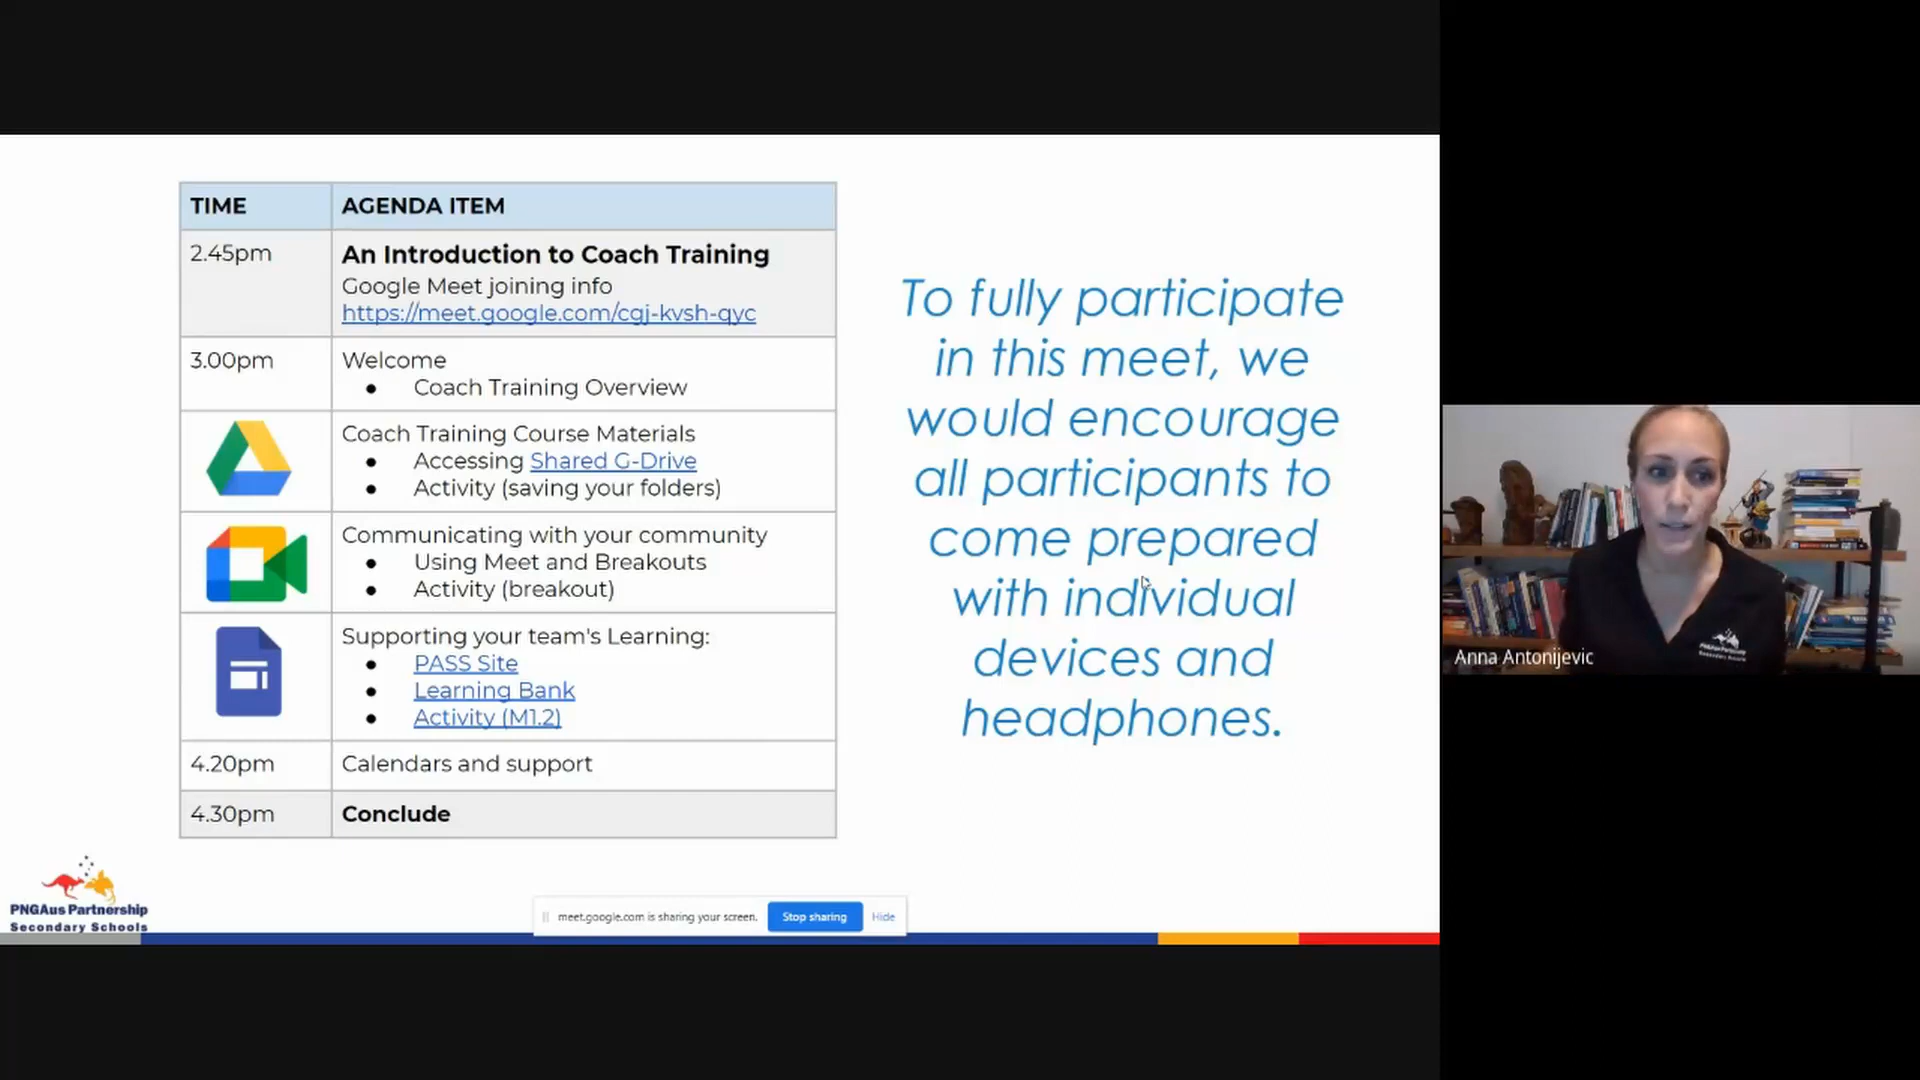 TIME AGENDA ITEM
2.45pm An Introduction to Coach Training
Google Meet joining info
https://meet.google.com/cgj-kvsh-qyc
3.00pm Welcome
● Coach Training Overview
Coach Training Course Materials
● Accessing Shared G-Drive
● Activity (saving your folders)
Communicating with your community
● Using Meet and Breakouts
● Activity (breakout)
Supporting your team's Learning:
● PASS Site
● Learning Bank
● Activity (M1.2)
4.20pm Calendars and support
4.30pm Conclude
To fully participate
in this meet, we
would encourage
all participants to
come prepared
with individual
devices and
headphones.
PNGAus Partnership
Secondary Schools
meet.google.com is sharing your screen. Stop sharing Hide
Anna Antonijevic
PNGAus Partnership
Secondary Schools